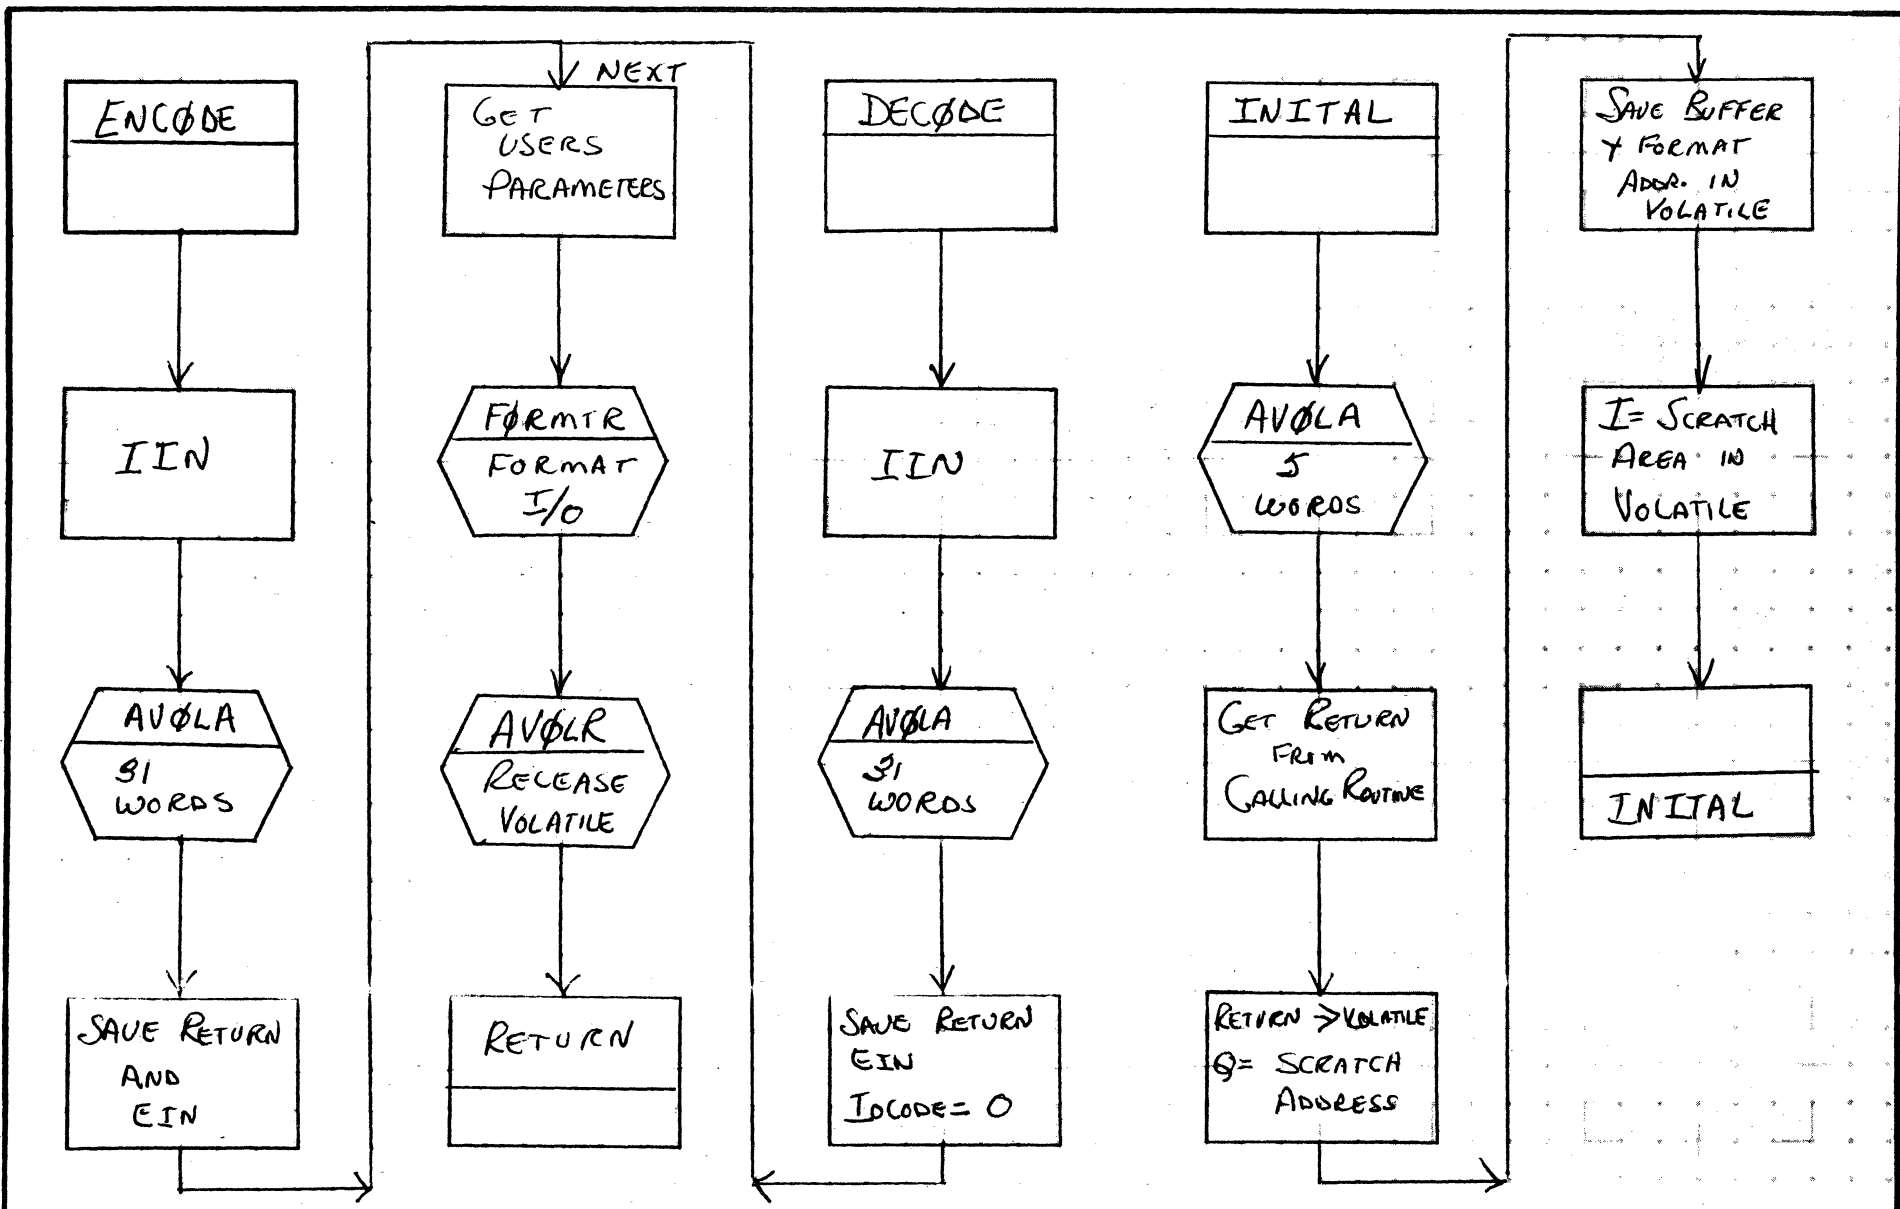 ENCØDE
IIN
AVØLA
31
WORDS
SAVE RETURN
AND
EIN
NEXT
GET
USERS
PARAMETERS
FØRMTR
FORMAT
I/O
AVØLR
RELEASE
VOLATILE
RETURN
DECØDE
IIN
AVØLA
31
WORDS
SAVE RETURN
EIN
IDCODE = 0
INITAL
AVØLA
5
WORDS
GET RETURN
FROM
CALLING ROUTINE
RETURN → VOLATILE
Q = SCRATCH
ADDRESS
SAVE BUFFER
+ FORMAT
ADDR. IN
VOLATILE
I = SCRATCH
AREA IN
VOLATILE
INITAL